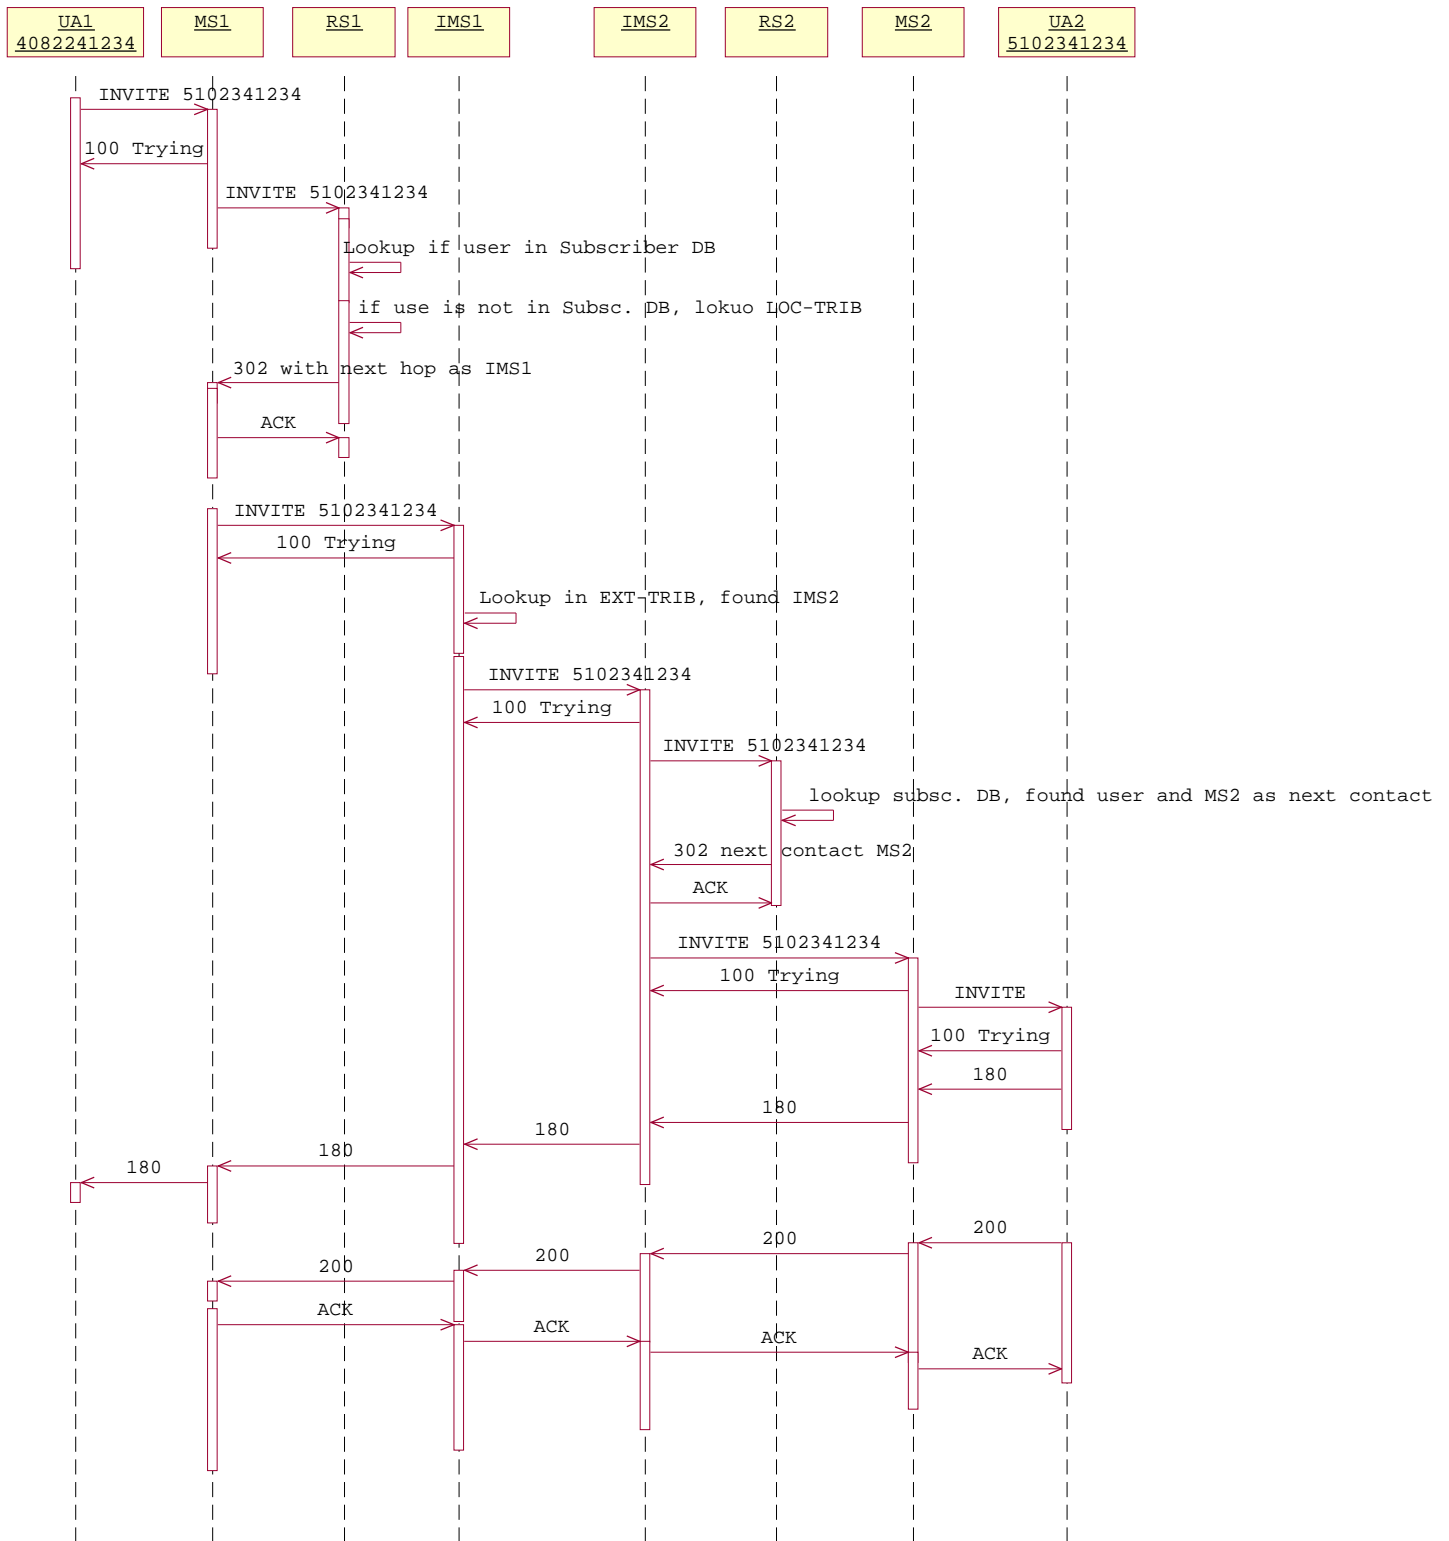 UA1
4082241234
MS1
RS1
IMS1
IMS2
RS2
MS2
UA2
5102341234
INVITE 5102341234
100 Trying
INVITE 5102341234
Lookup if user in Subscriber DB
if use is not in Subsc. DB, lokuo LOC-TRIB
302 with next hop as IMS1
ACK
INVITE 5102341234
100 Trying
Lookup in EXT-TRIB, found IMS2
INVITE 5102341234
100 Trying
INVITE 5102341234
lookup subsc. DB, found user and MS2 as next contact
302 next contact MS2
ACK
INVITE 5102341234
100 Trying
INVITE
100 Trying
180
180
180
180
180
200
200
200
200
ACK
ACK
ACK
ACK